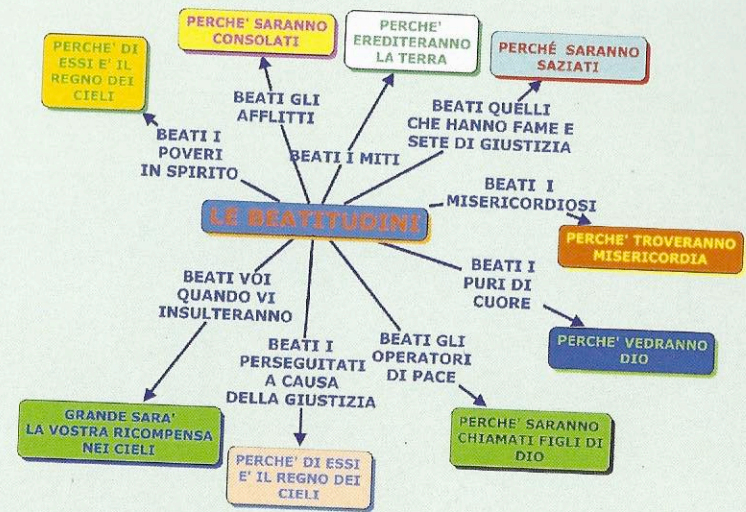 PERCHE' DI
ESSI E' IL
REGNO DEI
CIELI
PERCHE' SARANNO
CONSOLATI
PERCHE'
EREDITERANNO
LA TERRA
PERCHÉ SARANNO
SAZIATI
BEATI I
POVERI
IN SPIRITO
BEATI GLI
AFFLITTI
BEATI I MITI
BEATI QUELLI
CHE HANNO FAME E
SETE DI GIUSTIZIA
LE BEATITUDINI
BEATI I
MISERICORDIOSI
PERCHE' TROVERANNO
MISERICORDIA
BEATI I
PURI DI
CUORE
PERCHE' VEDRANNO
DIO
BEATI GLI
OPERATORI
DI PACE
PERCHE' SARANNO
CHIAMATI FIGLI DI
DIO
BEATI I
PERSEGUITATI
A CAUSA
DELLA GIUSTIZIA
PERCHE' DI ESSI
E' IL REGNO DEI
CIELI
BEATI VOI
QUANDO VI
INSULTERANNO
GRANDE SARA'
LA VOSTRA RICOMPENSA
NEI CIELI